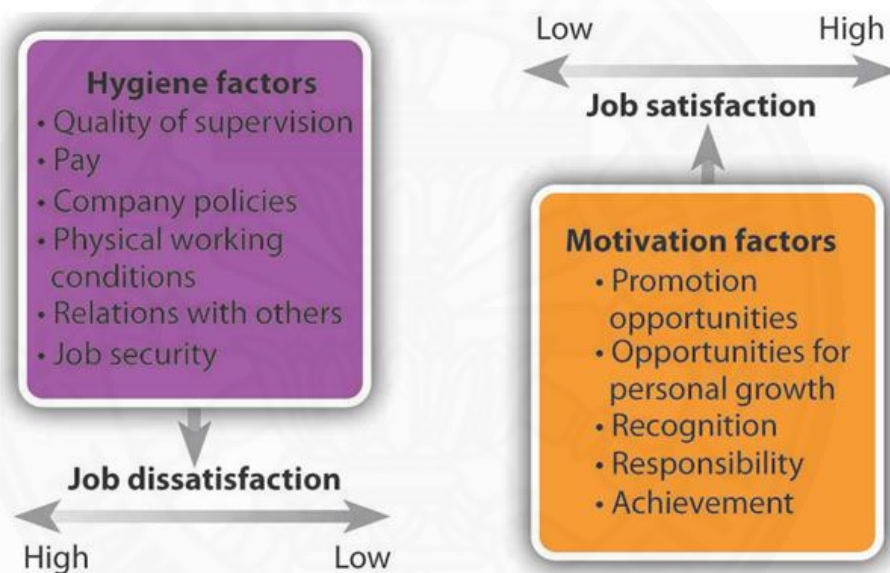 Hygiene factors
• Quality of supervision
• Pay
• Company policies
• Physical working
conditions
• Relations with others
• Job security
Job dissatisfaction
High Low
Low High
Job satisfaction
Motivation factors
• Promotion
opportunities
• Opportunities for
personal growth
• Recognition
• Responsibility
• Achievement